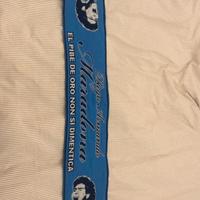 Diego Armando
Maradona
EL PIBE DE ORO NON SI DIMENTICA